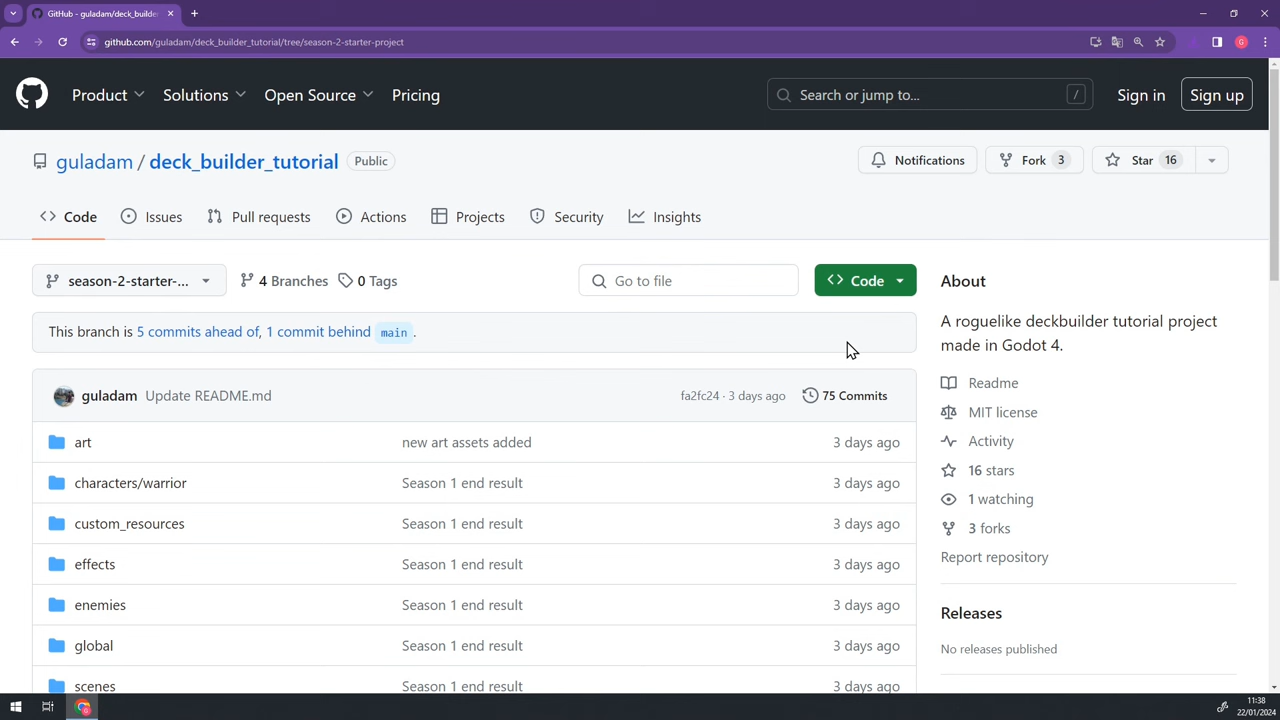 GitHub - guladam/deck_builde
github.com/guladam/deck_builder_tutorial/tree/season-2-starter-project
G
Product
Solutions
Open Source
Pricing
Search or jump to...
/
Sign in
Sign up
guladam / deck_builder_tutorial
Public
Notifications
Fork 3
Star 16
Code
Issues
Pull requests
Actions
Projects
Security
Insights
season-2-starter-...
4 Branches
0 Tags
Go to file
Code
This branch is 5 commits ahead of, 1 commit behind main .
guladam Update README.md
fa2fc24 · 3 days ago
75 Commits
art new art assets added 3 days ago
characters/warrior Season 1 end result 3 days ago
custom_resources Season 1 end result 3 days ago
effects Season 1 end result 3 days ago
enemies Season 1 end result 3 days ago
global Season 1 end result 3 days ago
scenes Season 1 end result 3 days ago
About
A roguelike deckbuilder tutorial project
made in Godot 4.
Readme
MIT license
Activity
16 stars
1 watching
3 forks
Report repository
Releases
No releases published
11:38
22/01/2024